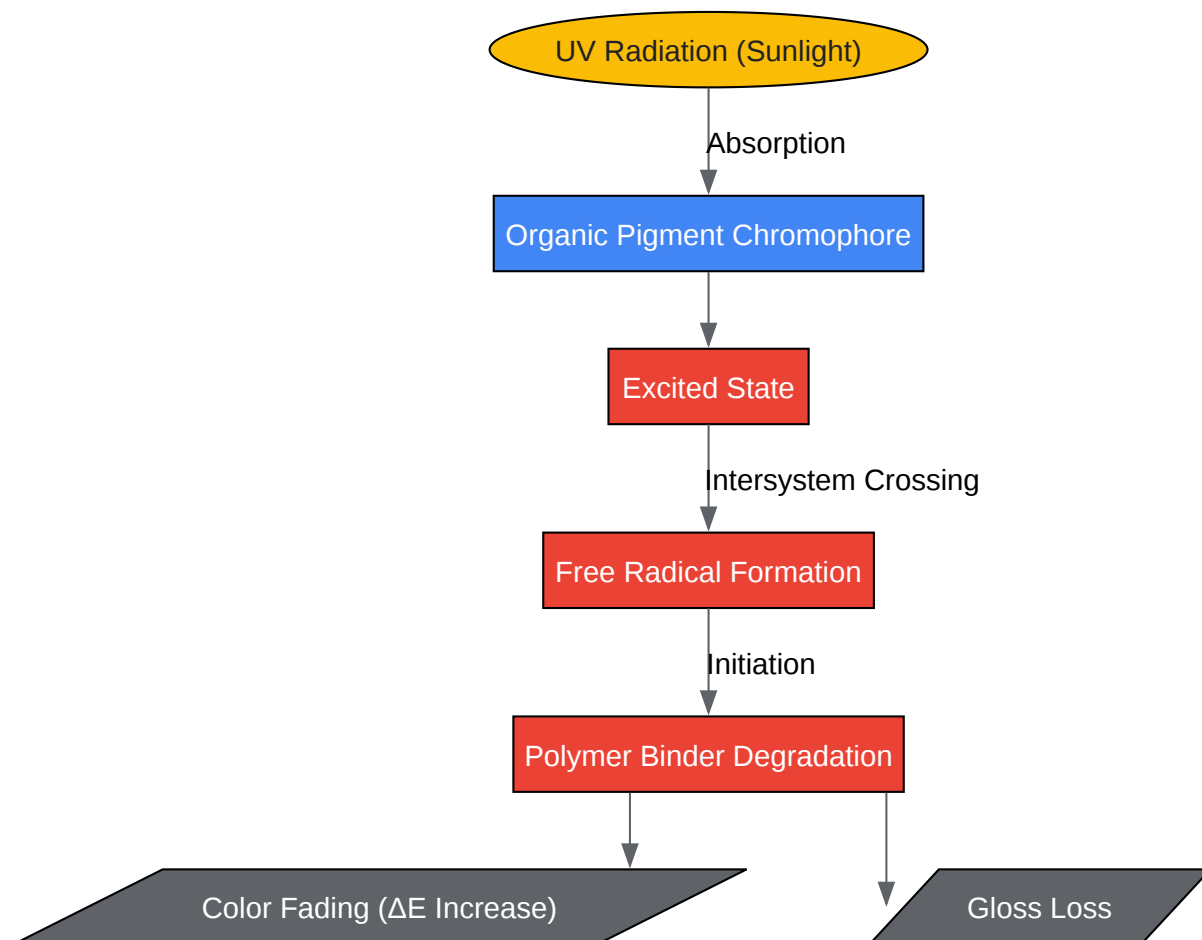 UV Radiation (Sunlight)
Absorption
Organic Pigment Chromophore
Excited State
Intersystem Crossing
Free Radical Formation
Initiation
Polymer Binder Degradation
Color Fading (ΔE Increase)
Gloss Loss